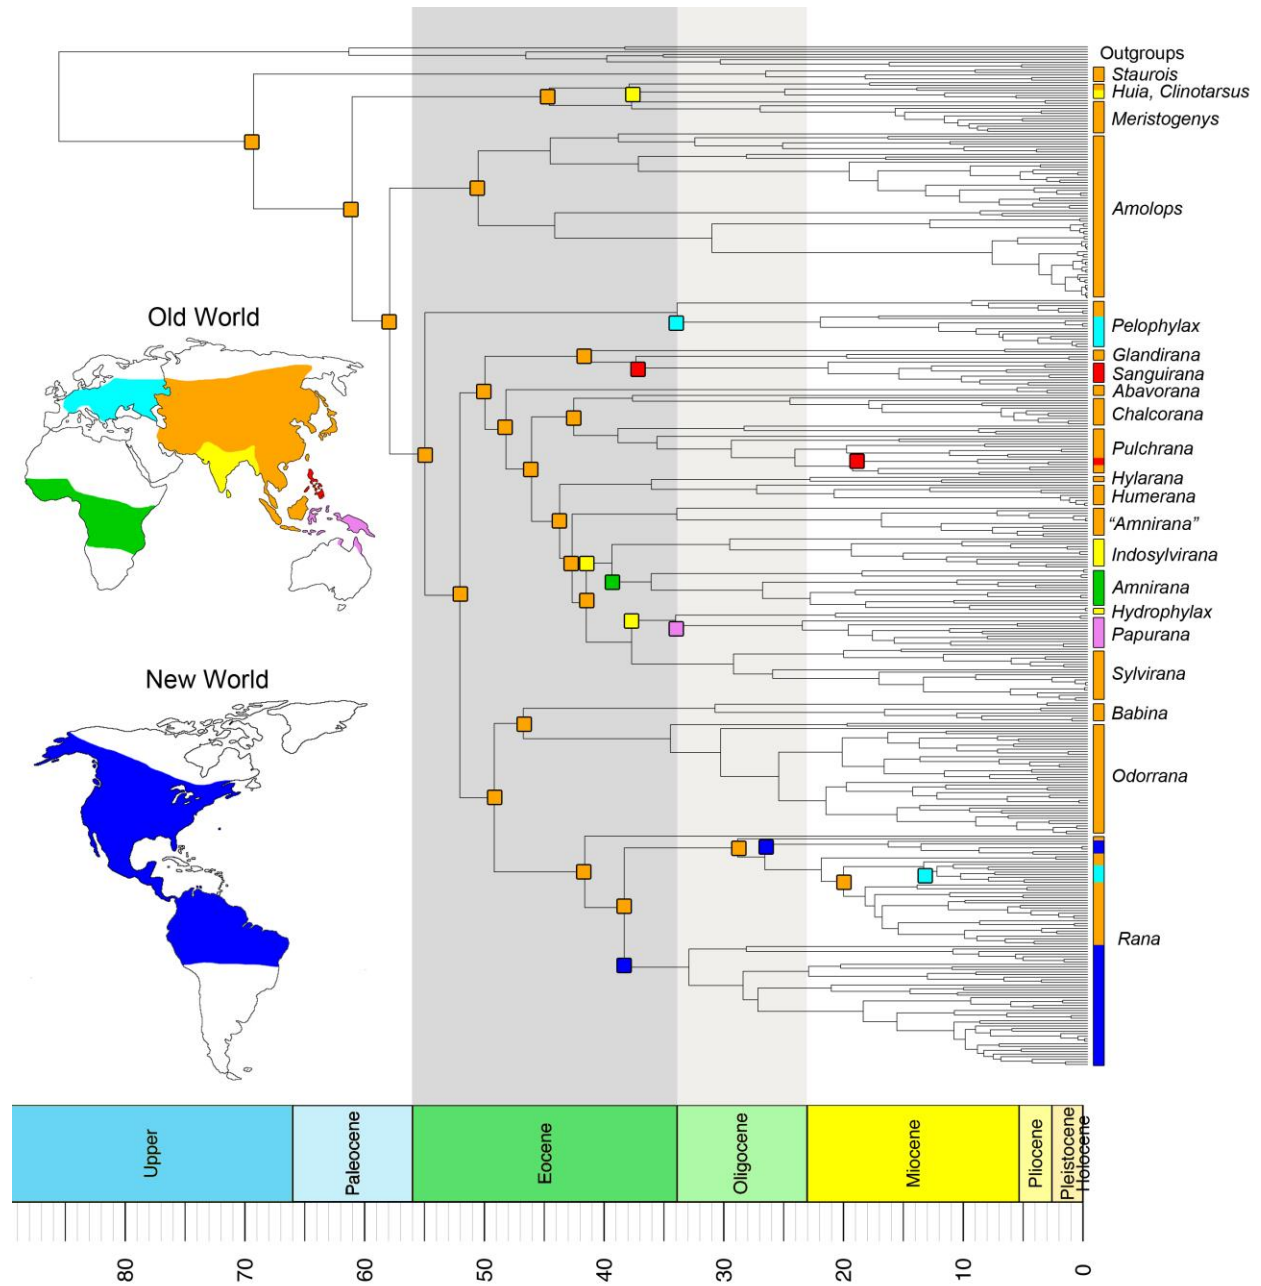 Outgroups
Staurois
Huia, Clinotarsus
Meristogenys
Amolops
Old World
Pelophylax
Glandirana
Sanguirana
Abavorana
Chalcorana
Pulchrana
Hylarana
Humerana
“Amnirana”
Indosylvirana
Amnirana
Hydrophylax
Papurana
New World
Sylvirana
Babina
Odorrana
Rana
Upper
Paleocene
Eocene
Oligocene
Miocene
Pliocene
Pleistocene
Holocene
80
70
60
50
40
30
20
10
0